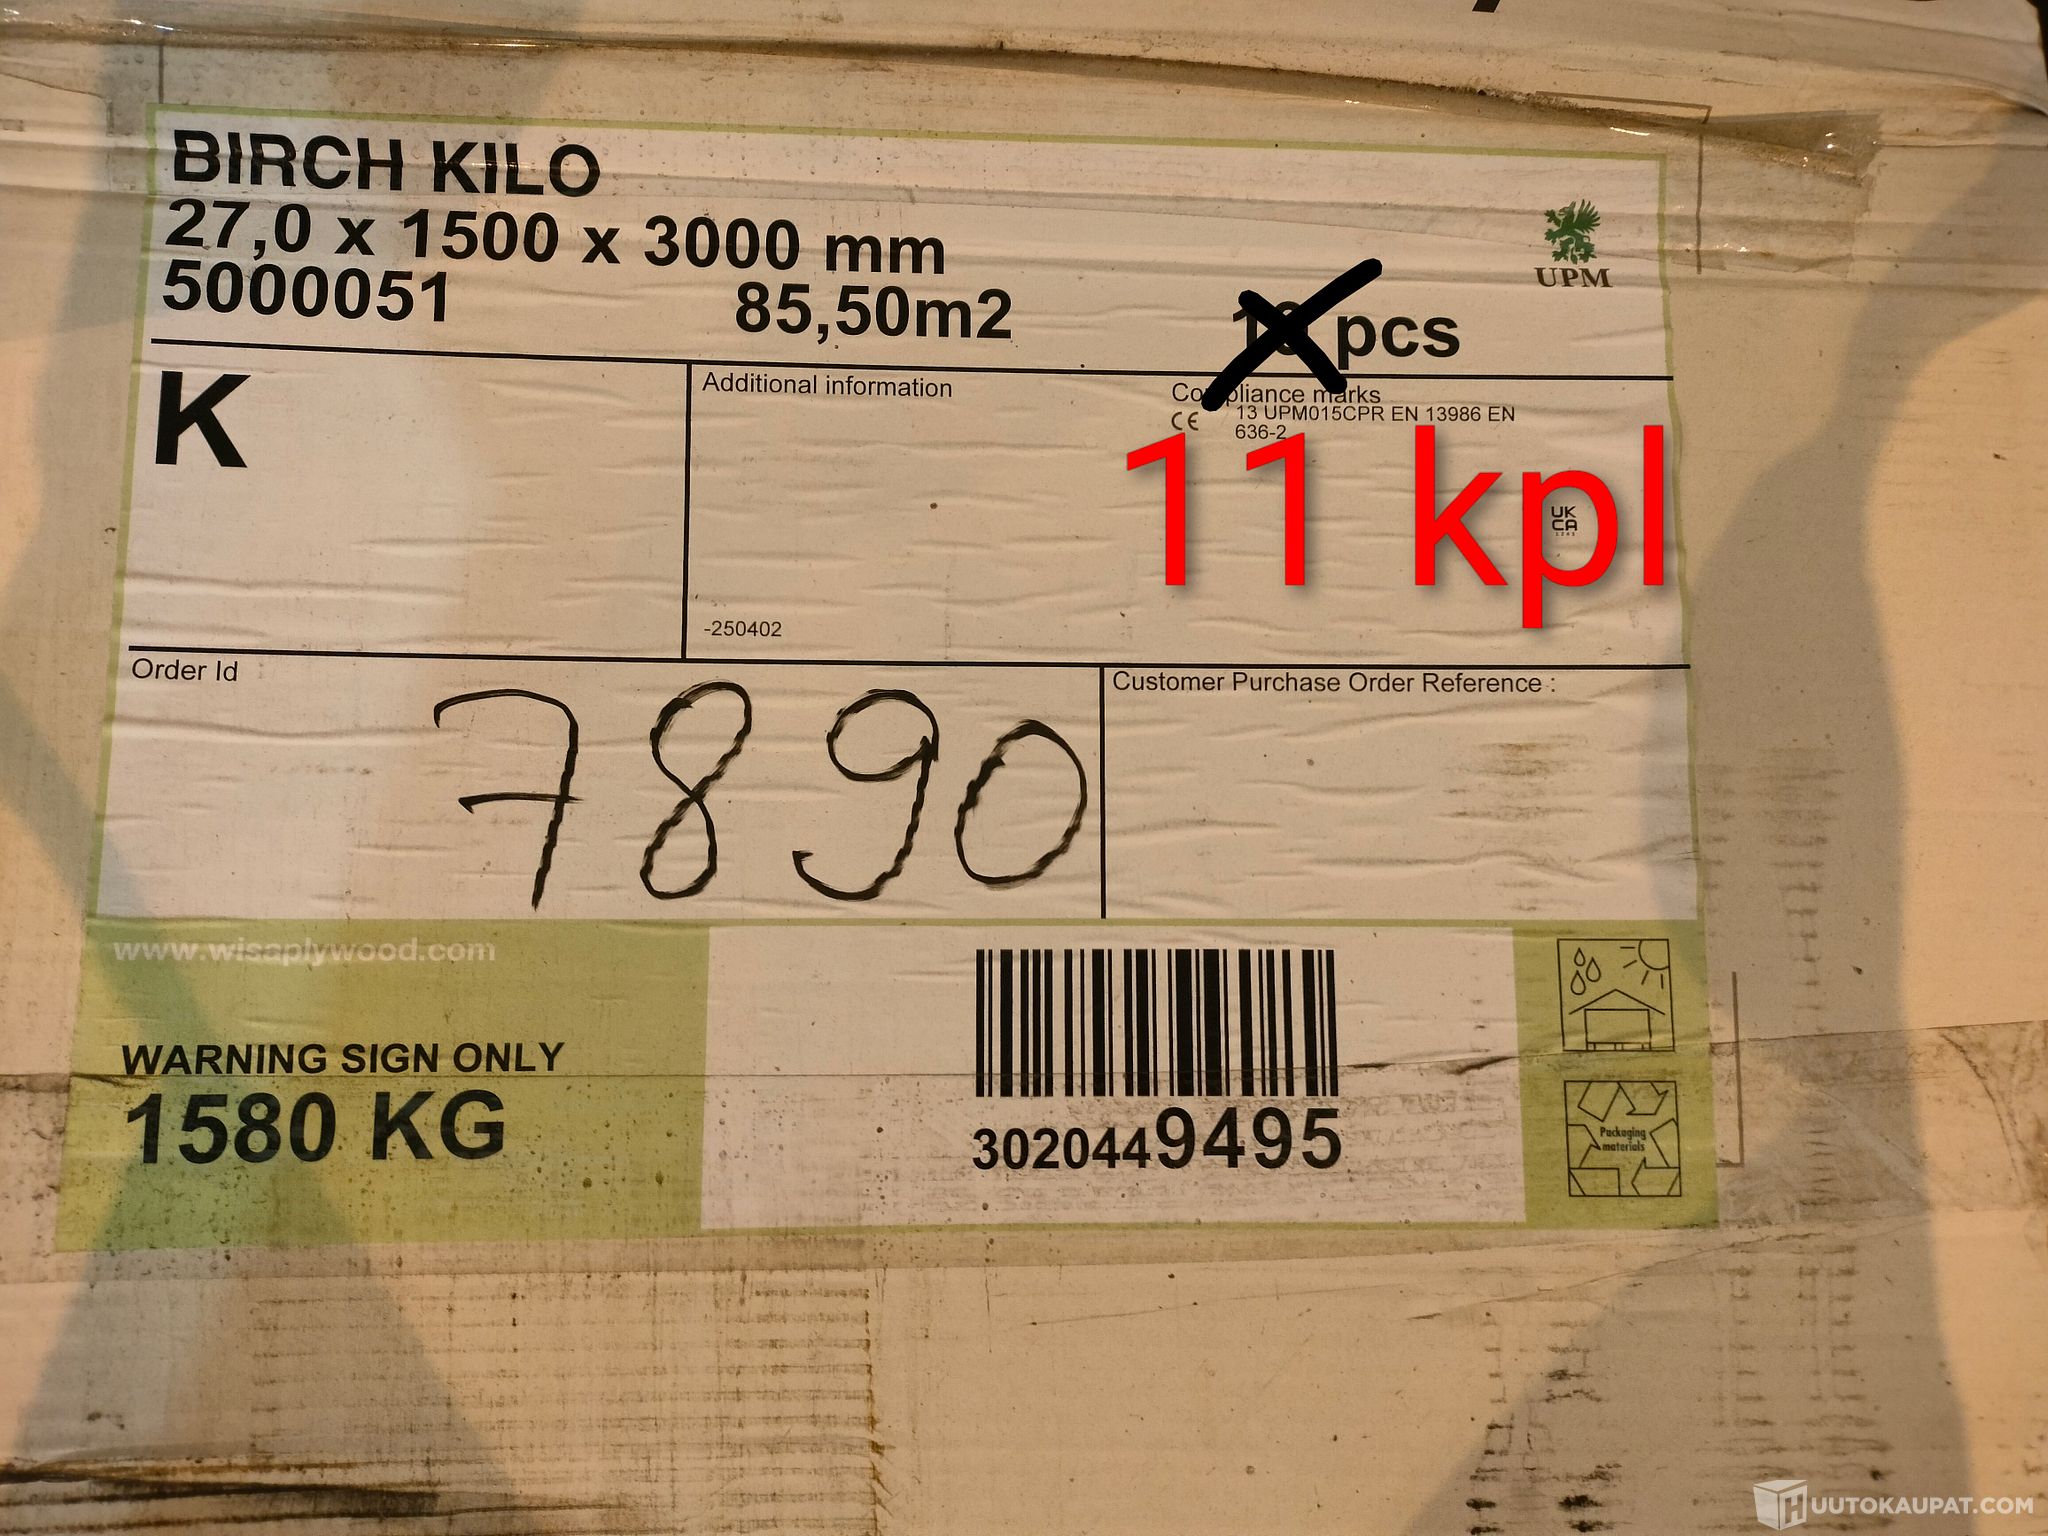 BIRCH KILO
27,0 x 1500 x 3000 mm
5000051 85,50m2 pcs
UPM
K
Additional information
Compliance marks
CE 13 UPM015CPR EN 13986 EN
636-2
11 kpl
UK
CA
-250402
Order Id
7890
Customer Purchase Order Reference :
www.wisaplywood.com
WARNING SIGN ONLY
1580 KG
3020449495
Packaging
materials
HUUTOKAUPAT.COM